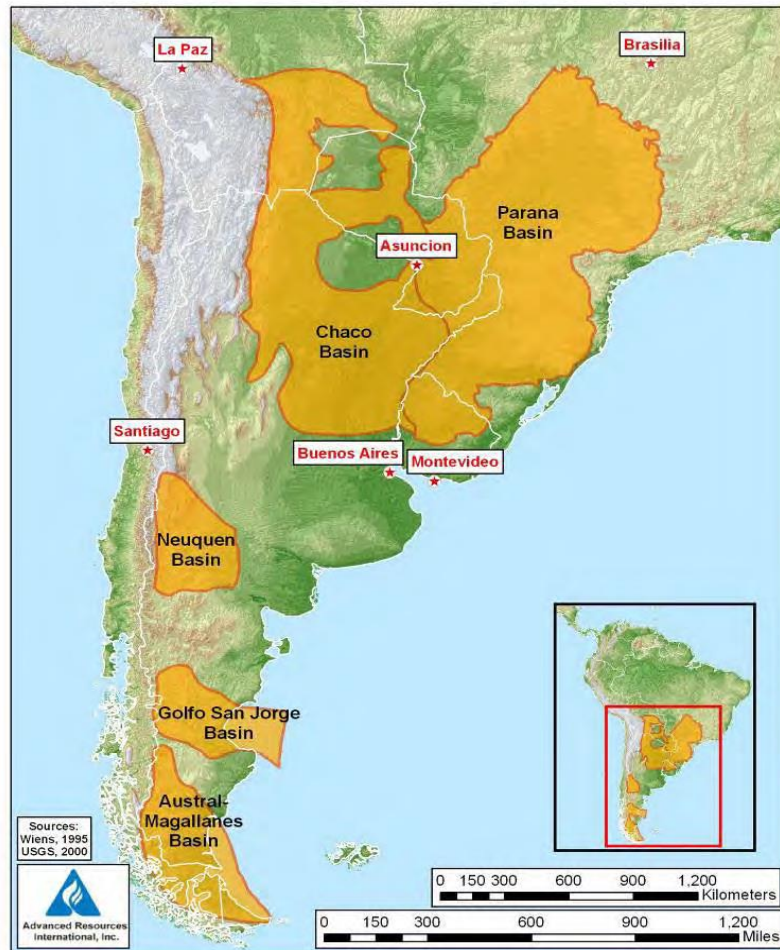 La Paz
Brasilia
Parana
Basin
Asuncion
Chaco
Basin
Santiago
Buenos Aires
Montevideo
Neuquen
Basin
Golfo San Jorge
Basin
Austral-
Magallanes
Basin
Sources:
Wiens, 1995
USGS, 2000
Advanced Resources
International, Inc.
0 150 300 600 900 1,200
Kilometers
0 150 300 600 900 1,200
Miles